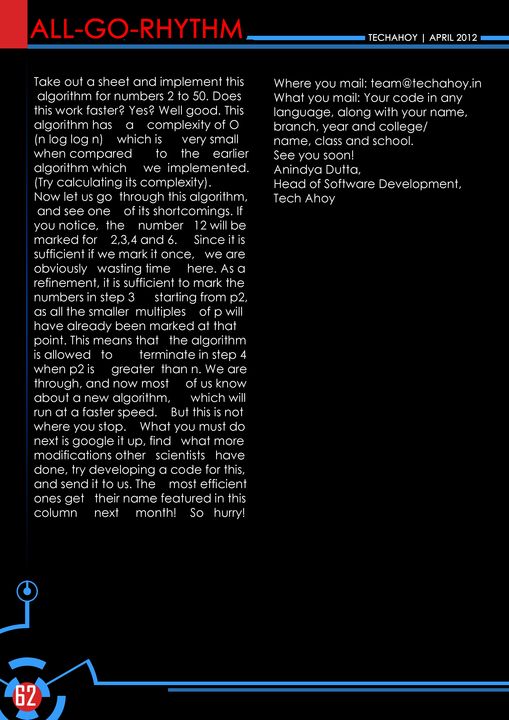 ALL-GO-RHYTHM
TECHAHOY | APRIL 2012
Take out a sheet and implement this
algorithm for numbers 2 to 50. Does
this work faster? Yes? Well good. This
algorithm has a complexity of O
(n log log n) which is very small
when compared to the earlier
algorithm which we implemented.
(Try calculating its complexity).
Now let us go through this algorithm,
and see one of its shortcomings. If
you notice, the number 12 will be
marked for 2,3,4 and 6. Since it is
sufficient if we mark it once, we are
obviously wasting time here. As a
refinement, it is sufficient to mark the
numbers in step 3 starting from p2,
as all the smaller multiples of p will
have already been marked at that
point. This means that the algorithm
is allowed to terminate in step 4
when p2 is greater than n. We are
through, and now most of us know
about a new algorithm, which will
run at a faster speed. But this is not
where you stop. What you must do
next is google it up, find what more
modifications other scientists have
done, try developing a code for this,
and send it to us. The most efficient
ones get their name featured in this
column next month! So hurry!
Where you mail: team@techahoy.in
What you mail: Your code in any
language, along with your name,
branch, year and college/
name, class and school.
See you soon!
Anindya Dutta,
Head of Software Development,
Tech Ahoy
62